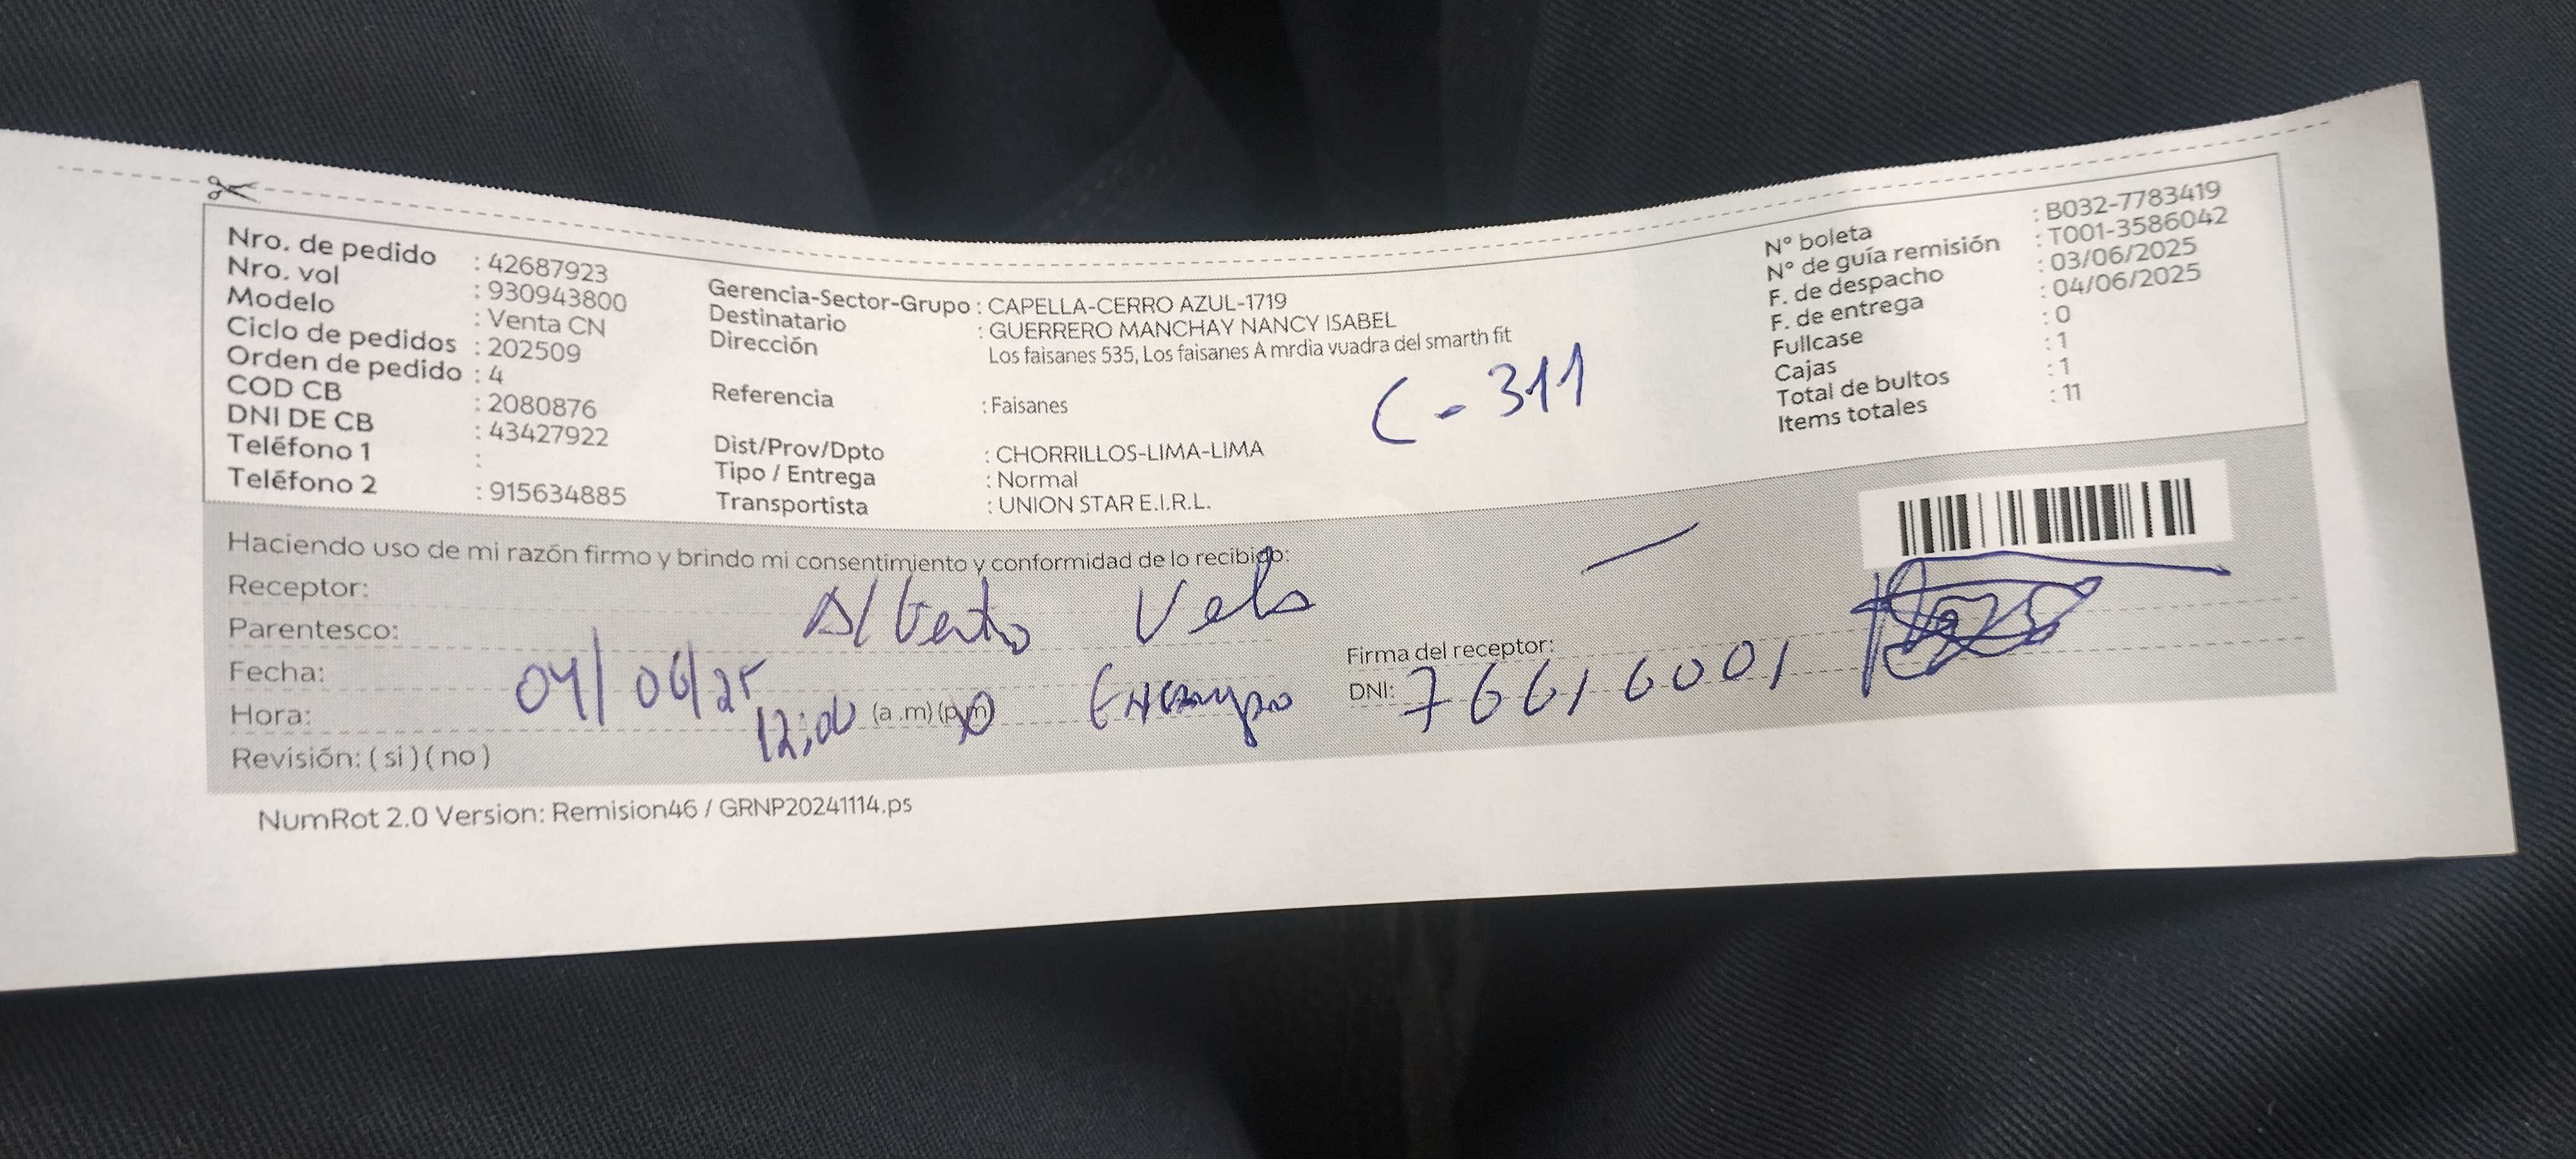 Nro. de pedido : 42687923
Nro. vol : 930943800
Modelo : Venta CN
Ciclo de pedidos : 202509
Orden de pedido : 4
COD CB : 2080876
DNI DE CB : 43427922
Teléfono 1 :
Teléfono 2 : 915634885
Gerencia-Sector-Grupo : CAPELLA-CERRO AZUL-1719
Destinatario : GUERRERO MANCHAY NANCY ISABEL
Dirección Los faisanes 535, Los faisanes A mrdia vuadra del smarth fit
Referencia : Faisanes
C-311
Dist/Prov/Dpto : CHORRILLOS-LIMA-LIMA
Tipo / Entrega : Normal
Transportista : UNION STAR E.I.R.L.
N° boleta : B032-7783419
N° de guía remisión : T001-3586042
F. de despacho : 03/06/2025
F. de entrega : 04/06/2025
Fullcase : 0
Cajas : 1
Total de bultos : 1
Items totales : 11
Haciendo uso de mi razón firmo y brindo mi consentimiento y conformidad de lo recibido:
Receptor: Alberto
Parentesco:
Fecha: 04/06/25
Hora: 12:00 (a .m) (p.m)
Revisión: ( si ) ( no )
Firma del receptor:
DNI: 76616001
NumRot 2.0 Version: Remision46 / GRNP20241114.ps